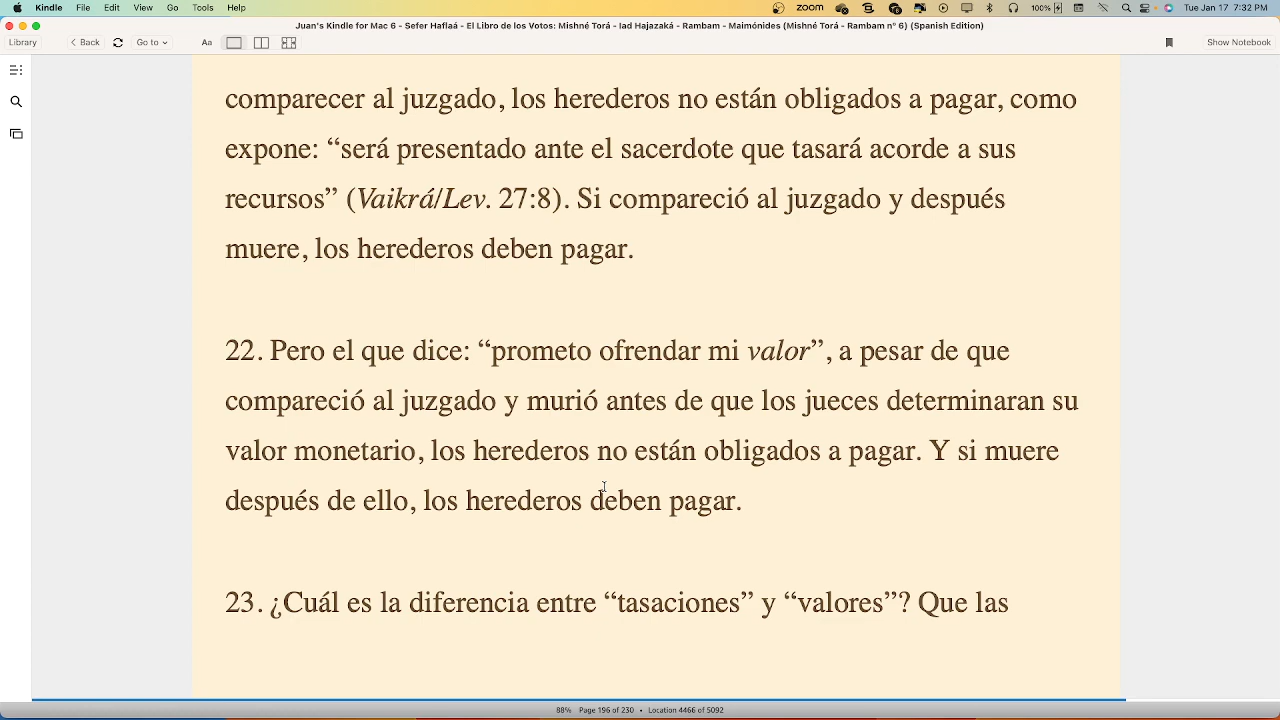 Kindle File Edit View Go Tools Help zoom 100% Tue Jan 17 7:32 PM
Juan's Kindle for Mac 6 - Sefer Haflaá - El Libro de los Votos: Mishné Torá - Iad Hajazaká - Rambam - Maimónides (Mishné Torá - Rambam nº 6) (Spanish Edition)
Library Back Go to Aa Show Notebook
comparecer al juzgado, los herederos no están obligados a pagar, como
expone: “será presentado ante el sacerdote que tasará acorde a sus
recursos” (Vaikrá/Lev. 27:8). Si compareció al juzgado y después
muere, los herederos deben pagar.
22. Pero el que dice: “prometo ofrendar mi valor”, a pesar de que
compareció al juzgado y murió antes de que los jueces determinaran su
valor monetario, los herederos no están obligados a pagar. Y si muere
después de ello, los herederos deben pagar.
23. ¿Cuál es la diferencia entre “tasaciones” y “valores”? Que las
88% Page 196 of 230 • Location 4466 of 5092